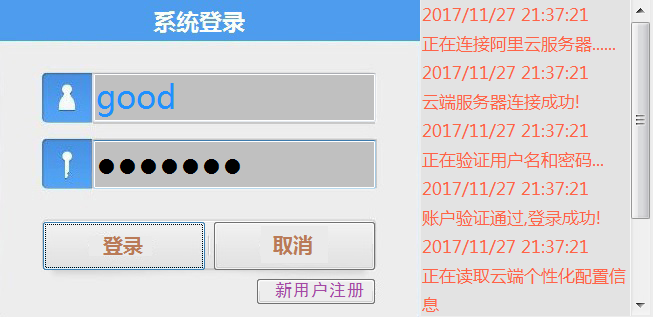 系统登录
good
●●●●●●●
登录
取消
新用户注册
2017/11/27 21:37:21
正在连接阿里云服务器......
2017/11/27 21:37:21
云端服务器连接成功!
2017/11/27 21:37:21
正在验证用户名和密码...
2017/11/27 21:37:21
账户验证通过,登录成功!
2017/11/27 21:37:21
正在读取云端个性化配置信
息